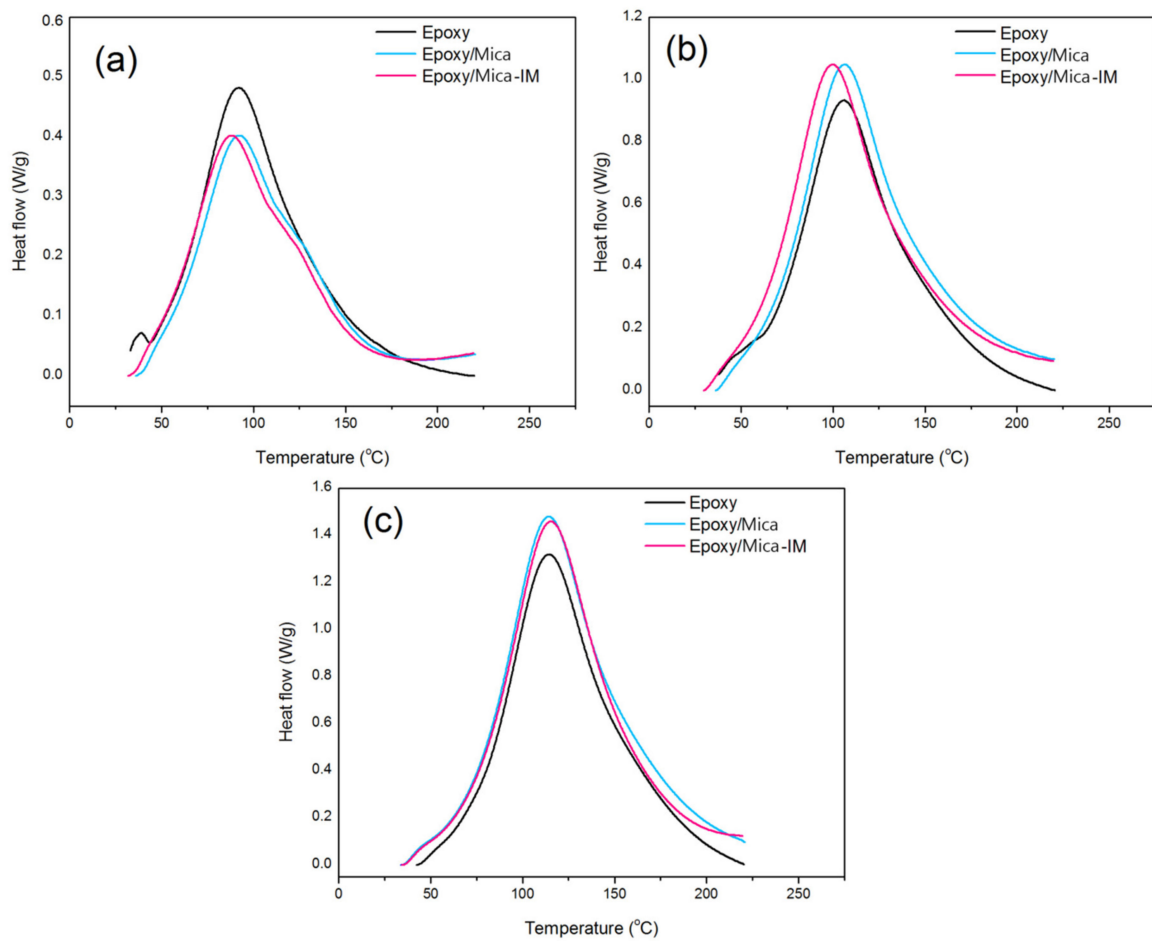 (a)
Epoxy
Epoxy/Mica
Epoxy/Mica-IM
0.6
0.5
0.4
0.3
0.2
0.1
0.0
Heat flow (W/g)
0 50 100 150 200 250
Temperature (°C)
(b)
Epoxy
Epoxy/Mica
Epoxy/Mica-IM
1.2
1.0
0.8
0.6
0.4
0.2
0.0
Heat flow (W/g)
0 50 100 150 200 250
Temperature (°C)
(c)
Epoxy
Epoxy/Mica
Epoxy/Mica-IM
1.6
1.4
1.2
1.0
0.8
0.6
0.4
0.2
0.0
Heat flow (W/g)
0 50 100 150 200 250
Temperature (°C)